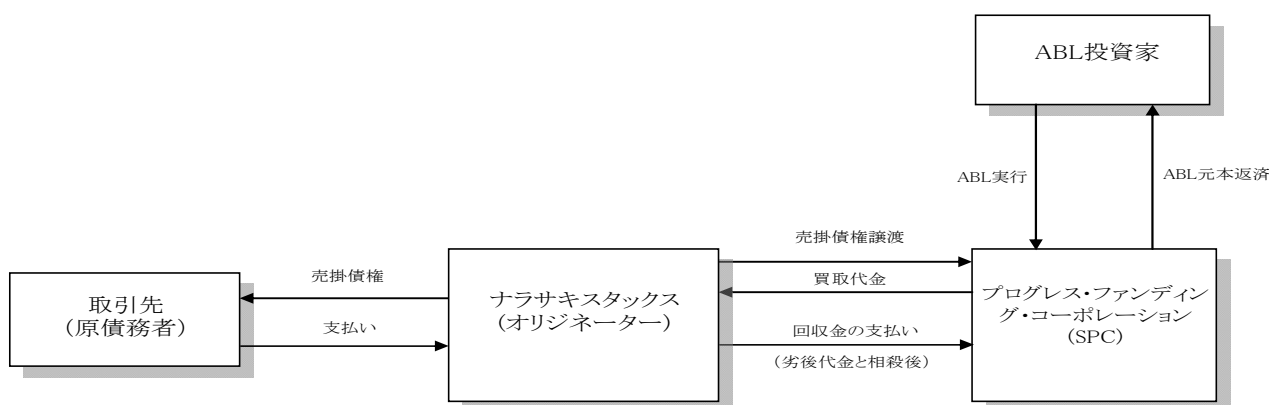 ABL投資家
ABL実行
ABL元本返済
売掛債権譲渡
売掛債権
買取代金
取引先
(原債務者)
ナラサキスタックス
(オリジネーター)
プログレス・ファンディン
グ・コーポレーション
(SPC)
支払い
回収金の支払い
(劣後代金と相殺後)